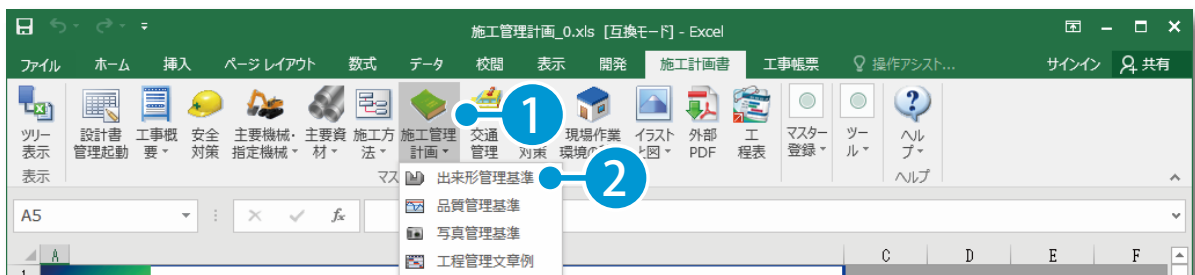 施工管理計画_0.xls [互換モード] - Excel
ファイル ホーム 挿入 ページ レイアウト 数式 データ 校閲 表示 開発 施工計画書 工事帳票 操作アシスト... サインイン 共有
ツリー表示 設計書管理起動 工事概要 安全対策 主要機械・指定機械 主要資材 施工方法 施工管理計画 交通管理 対策 現場作業環境の イラストと図 外部PDF 工程表 マスター登録 ツール ヘルプ
表示 マス ヘルプ
1
出来形管理基準
2
品質管理基準
写真管理基準
工程管理文章例
A5 fx
A C D E F
1